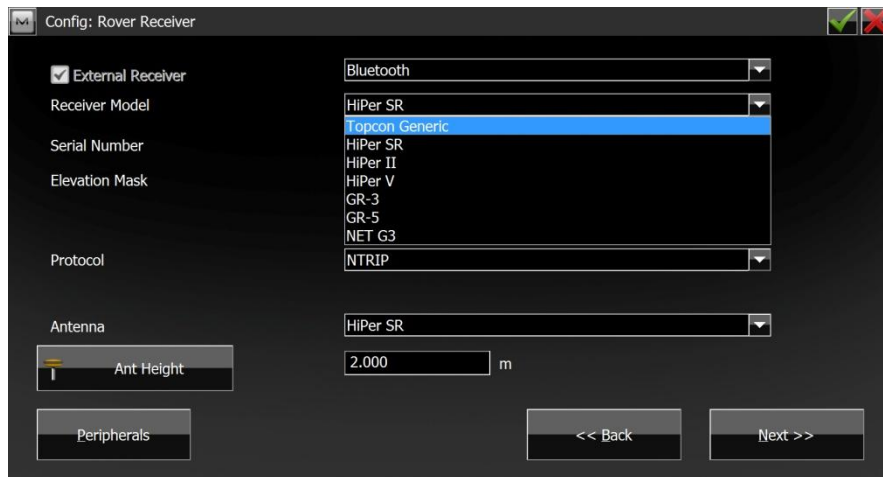 Config: Rover Receiver
External Receiver
Bluetooth
Receiver Model
HiPer SR
Topcon Generic
Serial Number
HiPer SR
HiPer II
Elevation Mask
HiPer V
GR-3
GR-5
NET G3
Protocol
NTRIP
Antenna
HiPer SR
Ant Height
2.000 m
Peripherals
<< Back
Next >>